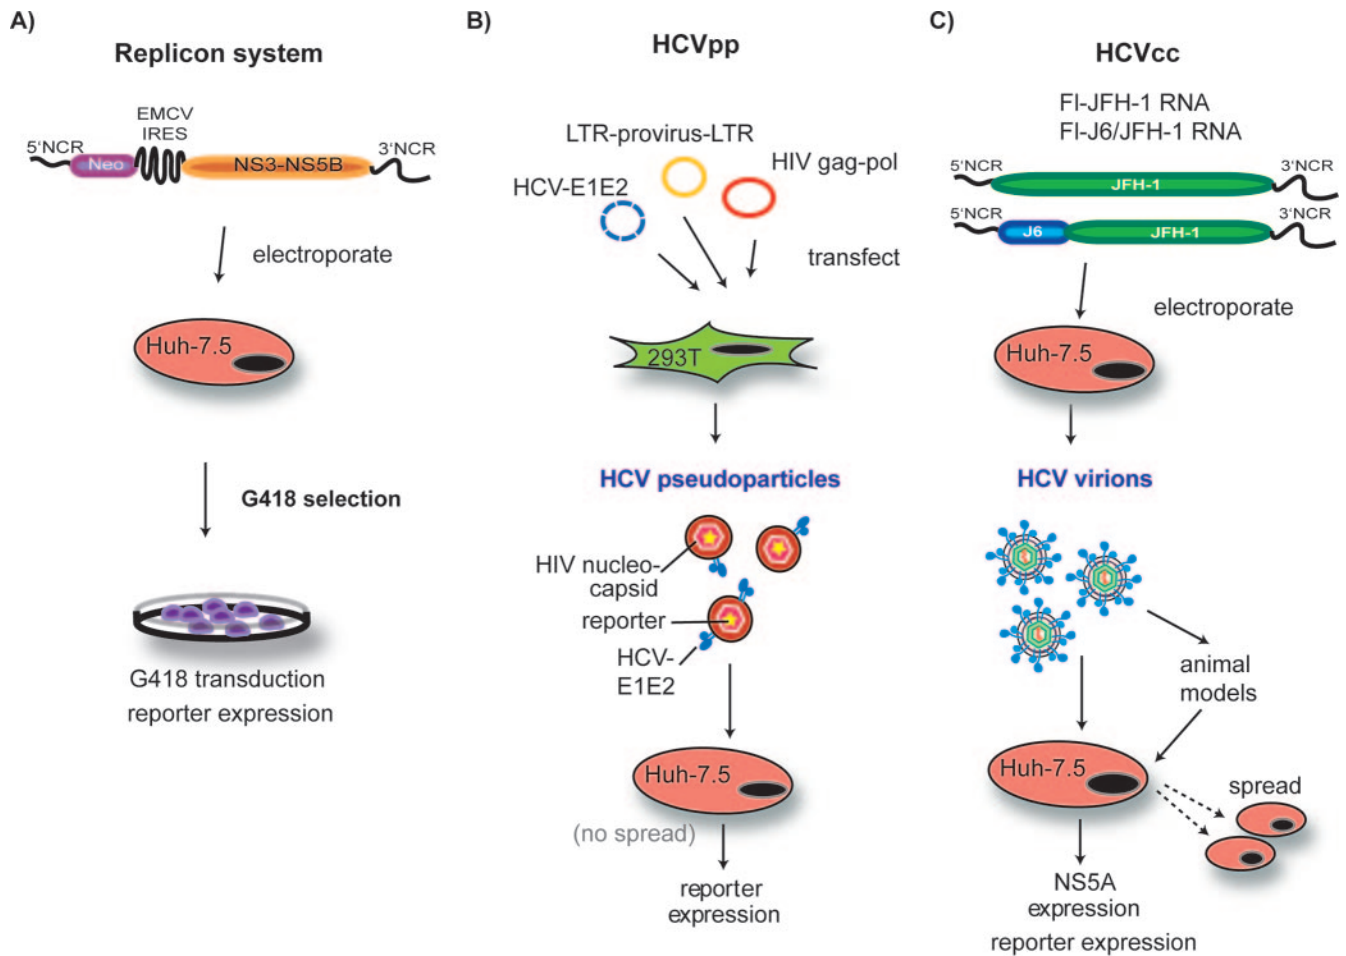 A)
Replicon system
EMCV
IRES
5'NCR
Neo
NS3-NS5B
3'NCR
electroporate
Huh-7.5
G418 selection
G418 transduction
reporter expression
B)
HCVpp
LTR-provirus-LTR
HIV gag-pol
HCV-E1E2
transfect
293T
HCV pseudoparticles
HIV nucleo-
capsid
reporter
HCV-
E1E2
Huh-7.5
(no spread)
reporter
expression
C)
HCVcc
Fl-JFH-1 RNA
Fl-J6/JFH-1 RNA
5'NCR
JFH-1
3'NCR
5'NCR
J6
JFH-1
3'NCR
electroporate
Huh-7.5
HCV virions
animal
models
Huh-7.5
spread
NS5A
expression
reporter expression